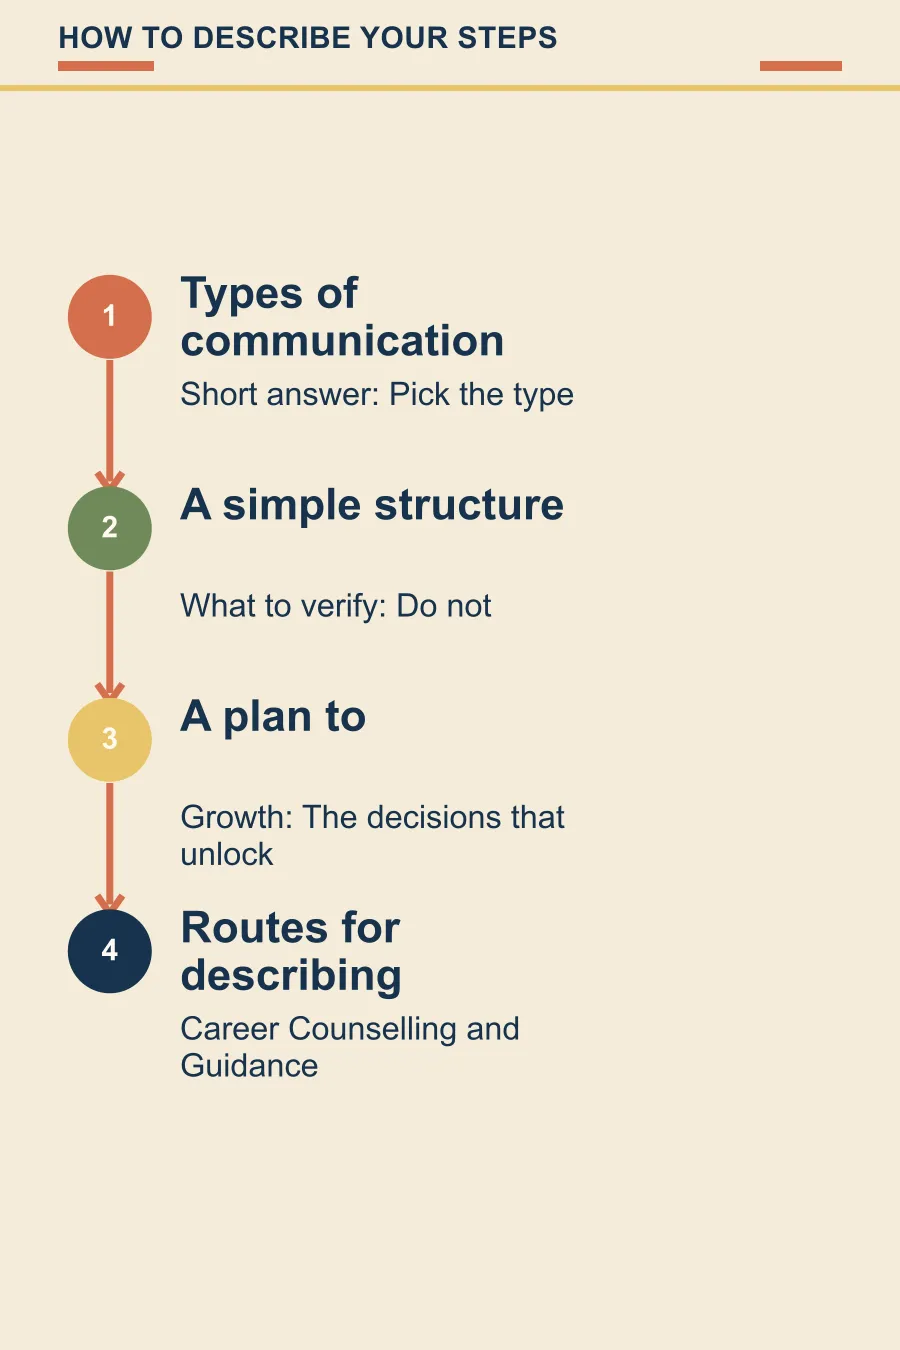 HOW TO DESCRIBE YOUR STEPS
1
Types of
communication
Short answer: Pick the type
2
A simple structure
What to verify: Do not
3
A plan to
Growth: The decisions that
unlock
4
Routes for
describing
Career Counselling and
Guidance